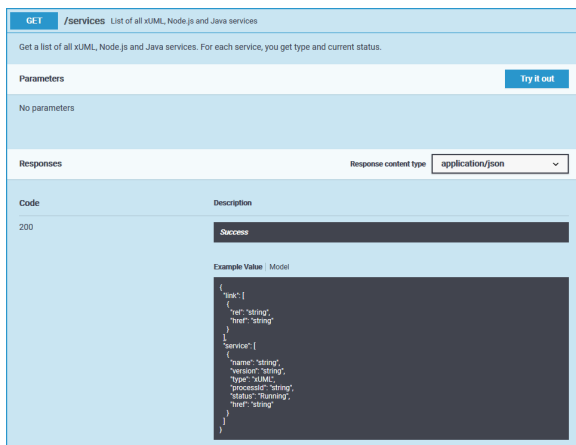 GET /services List of all xUML, Node.js and Java services
Get a list of all xUML, Node.js and Java services. For each service, you get type and current status.
Parameters Try it out
No parameters
Responses Response content type application/json
Code Description
200 Success
Example Value Model
{
"link": [
{
"rel": "string",
"href": "string"
}
],
"service": [
{
"name": "string",
"version": "string",
"type": "xUML",
"processId": "string",
"status": "Running",
"href": "string"
}
]
}